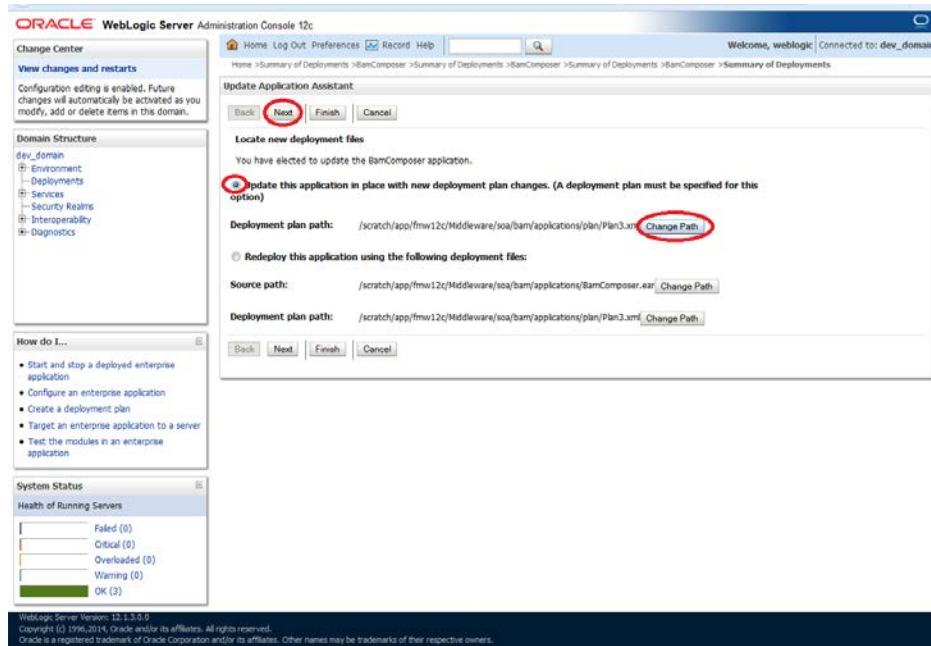 ORACLE WebLogic Server Administration Console 12c
Change Center
View changes and restarts
Configuration editing is enabled. Future
changes will automatically be activated as you
modify, add or delete items in this domain.
Domain Structure
dev_domain
Environment
Deployments
Services
Security Realms
Interoperability
Diagnostics
How do I...
Start and stop a deployed enterprise
application
Configure an enterprise application
Create a deployment plan
Target an enterprise application to a server
Test the modules in an enterprise
application
System Status
Health of Running Servers
Failed (0)
Critical (0)
Overloaded (0)
Warning (0)
OK (3)
Home Log Out Preferences Record Help
Welcome, weblogic Connected to: dev_domain
Home >Summary of Deployments >BamComposer >Summary of Deployments >BamComposer >Summary of Deployments >BamComposer >Summary of Deployments
Update Application Assistant
Back Next Finish Cancel
Locate new deployment files
You have elected to update the BamComposer application.
Update this application in place with new deployment plan changes. (A deployment plan must be specified for this
option)
Deployment plan path: /scratch/app/fmw12c/Middleware/soa/bam/applications/plan/Plan3.xml Change Path
Redeploy this application using the following deployment files:
Source path: /scratch/app/fmw12c/Middleware/soa/bam/applications/BamComposer.ear Change Path
Deployment plan path: /scratch/app/fmw12c/Middleware/soa/bam/applications/plan/Plan3.xml Change Path
Back Next Finish Cancel
WebLogic Server Version: 12.1.3.0.0
Copyright (c) 1996,2014, Oracle and/or its affiliates. All rights reserved.
Oracle is a registered trademark of Oracle Corporation and/or its affiliates. Other names may be trademarks of their respective owners.